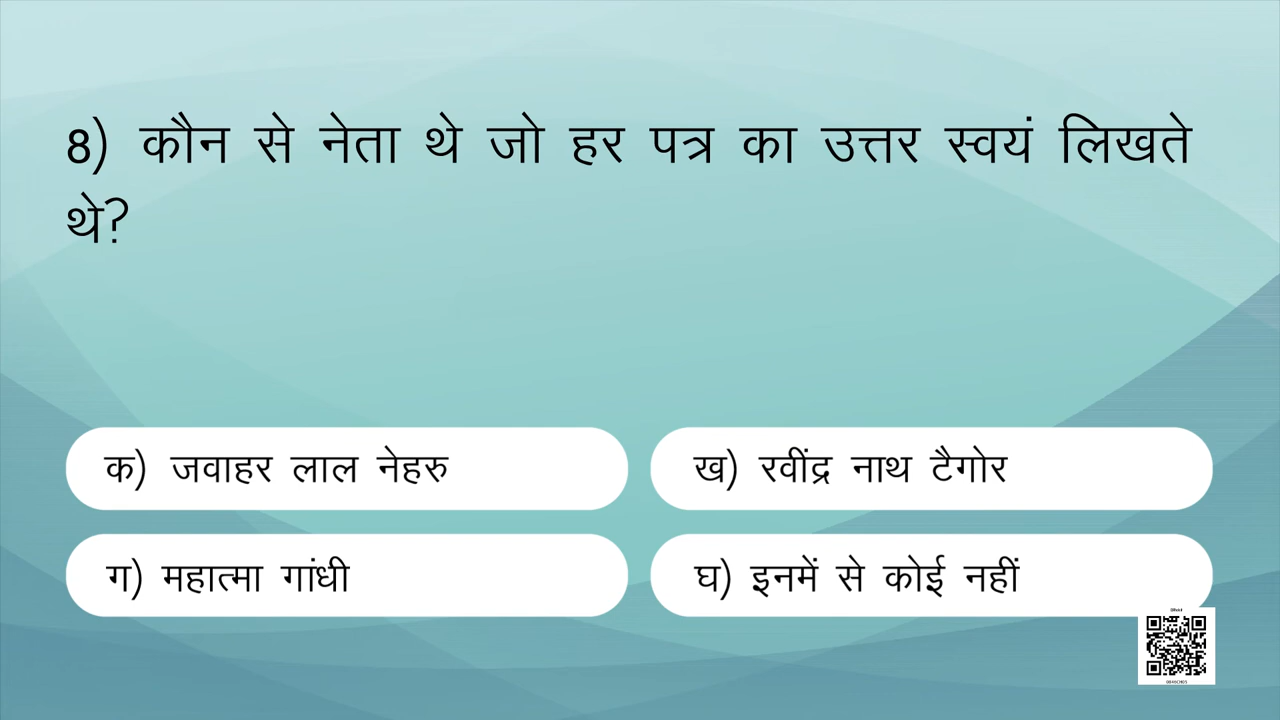 8) कौन से नेता थे जो हर पत्र का उत्तर स्वयं लिखते
थे?
क) जवाहर लाल नेहरु
ख) रवींद्र नाथ टैगोर
ग) महात्मा गांधी
घ) इनमें से कोई नहीं